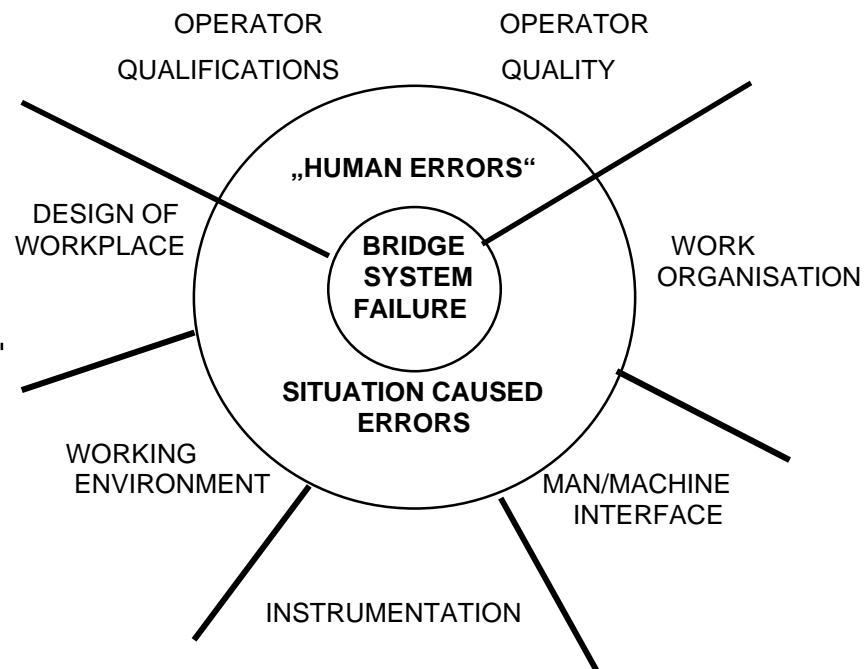 OPERATOR
QUALIFICATIONS
OPERATOR
QUALITY
„HUMAN ERRORS“
DESIGN OF
WORKPLACE
BRIDGE
SYSTEM
FAILURE
WORK
ORGANISATION
SITUATION CAUSED
ERRORS
WORKING
ENVIRONMENT
MAN/MACHINE
INTERFACE
INSTRUMENTATION